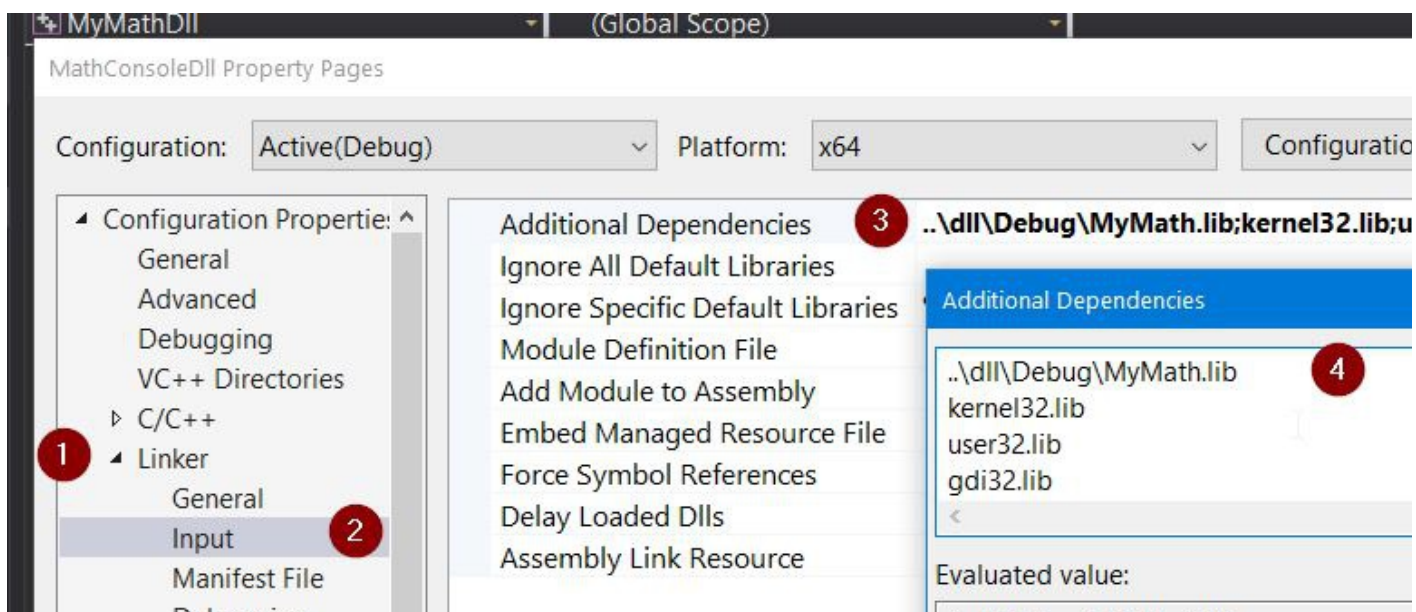 MyMathDll (Global Scope)
MathConsoleDll Property Pages
Configuration: Active(Debug) Platform: x64 Configuratio
Configuration Propertie:
General
Advanced
Debugging
VC++ Directories
C/C++
1 Linker
General
Input 2
Manifest File
Additional Dependencies 3 ..\dll\Debug\MyMath.lib;kernel32.lib;u
Ignore All Default Libraries
Ignore Specific Default Libraries
Module Definition File
Add Module to Assembly
Embed Managed Resource File
Force Symbol References
Delay Loaded Dlls
Assembly Link Resource
Additional Dependencies
..\dll\Debug\MyMath.lib 4
kernel32.lib
user32.lib
gdi32.lib
Evaluated value: